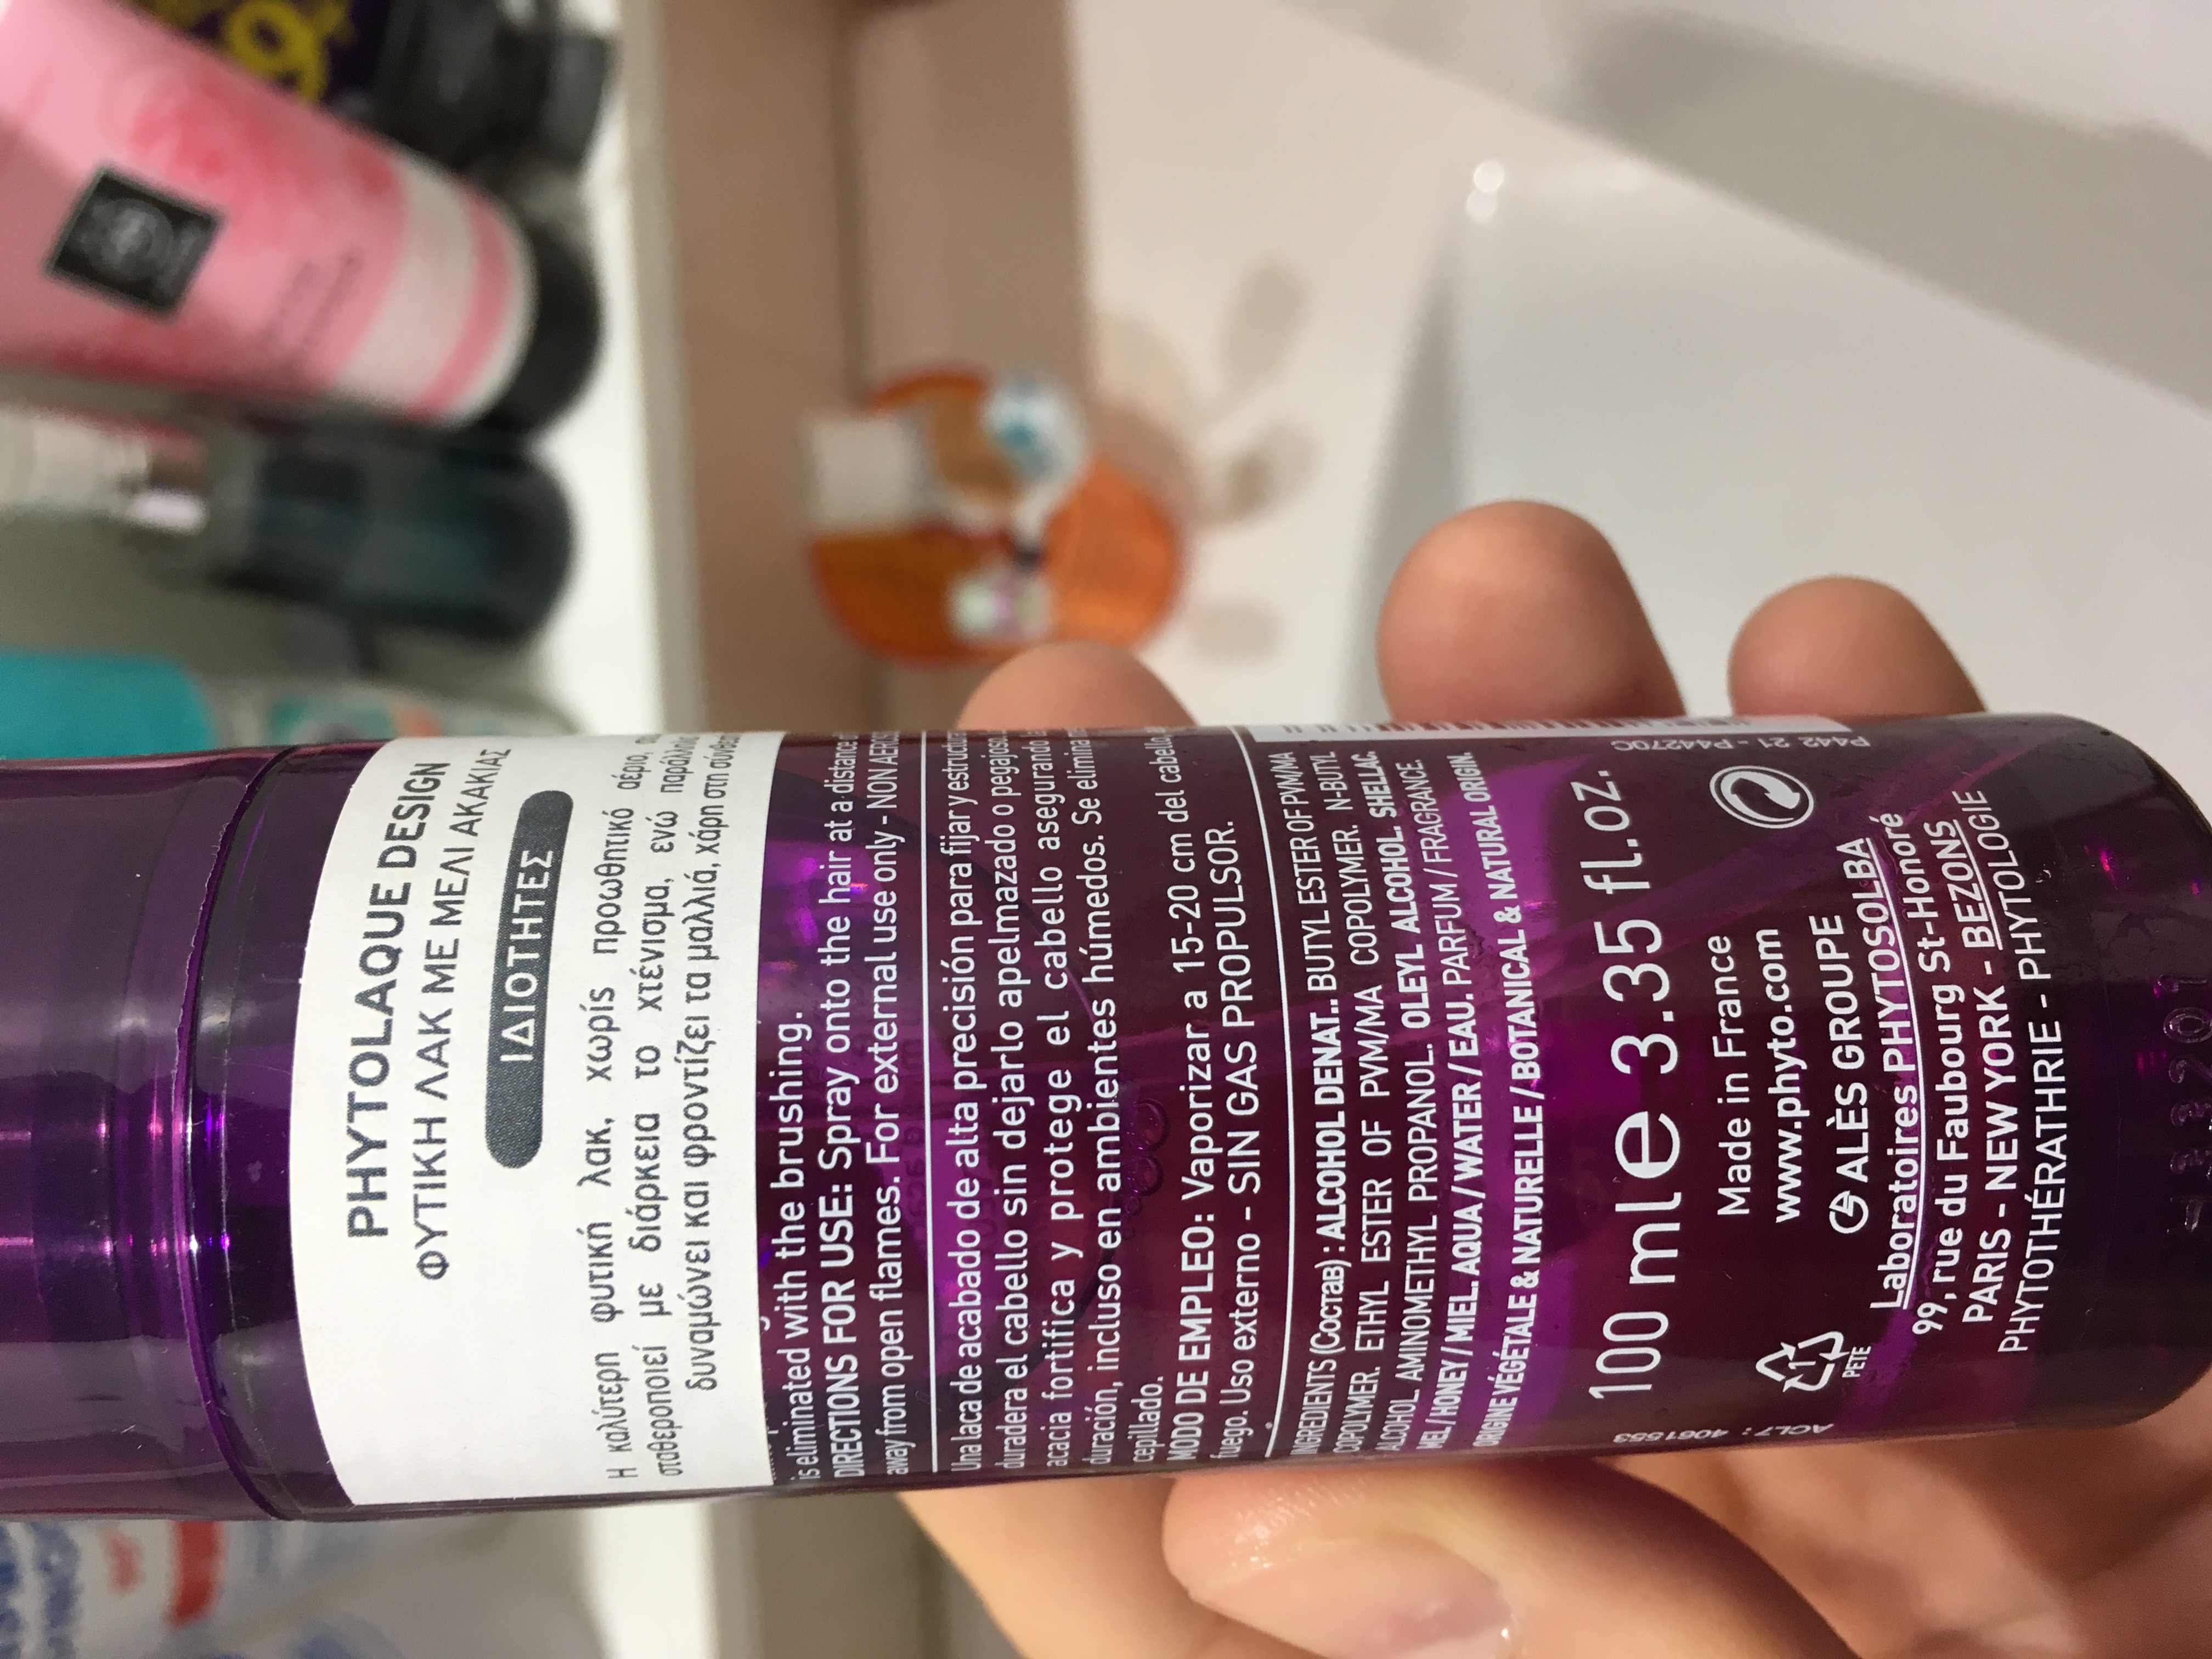 PHYTOLAQUE DESIGN
ΦΥΤΙΚΗ ΛΑΚ ΜΕ ΜΕΛΙ ΑΚΑΚΙΑΣ
ΙΔΙΟΤΗΤΕΣ
Η καλύτερη φυτική λακ, χωρίς προωθητικό αέριο,
σταθεροποιεί με διάρκεια το χτένισμα, ενώ
δυναμώνει και φροντίζει τα μαλλιά, χάρη στη
is eliminated with the brushing.
DIRECTIONS FOR USE: Spray onto the hair at a distance
away from open flames. For external use only - NON
Una laca de acabado de alta precisión para fijar y
duradera el cabello sin dejarlo apelmazado o
acacia fortifica y protege el cabello asegurando
duración, incluso en ambientes húmedos. Se elimina
cepillado.
MODO DE EMPLEO: Vaporizar a 15-20 cm del cabello
fuego. Uso externo - SIN GAS PROPULSOR.
INGREDIENTS (Состав) : ALCOHOL DENAT.. BUTYL ESTER OF PVM/MA
COPOLYMER. ETHYL ESTER OF PVM/MA COPOLYMER. N-BUTYL
ALCOHOL. AMINOMETHYL PROPANOL. OLEYL ALCOHOL. SHELLAC.
MEL / HONEY / MIEL. AQUA / WATER / EAU. PARFUM / FRAGRANCE.
ORIGINE VÉGÉTALE & NATURELLE / BOTANICAL & NATURAL ORIGIN.
100 ml e 3.35 fl.oz.
Made in France
www.phyto.com
ALÈS GROUPE
Laboratoires PHYTOSOLBA
99, rue du Faubourg St-Honoré
PARIS - NEW YORK - BEZONS
PHYTOTHÉRATHRIE - PHYTOLOGIE
1
PETE
ACL7 : 4061553
P442 21 - P44270C